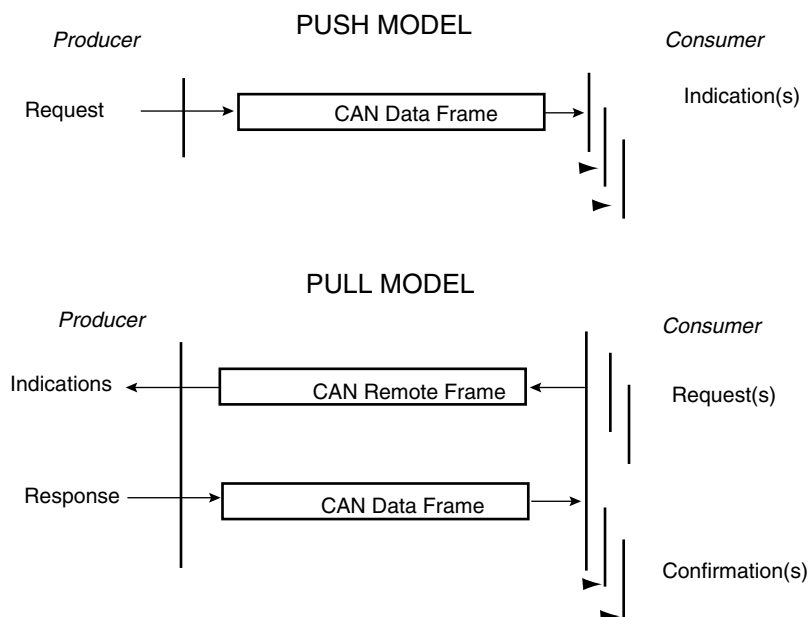 PUSH MODEL
Producer
Consumer
Request
CAN Data Frame
Indication(s)
PULL MODEL
Producer
Consumer
Indications
CAN Remote Frame
Request(s)
Response
CAN Data Frame
Confirmation(s)